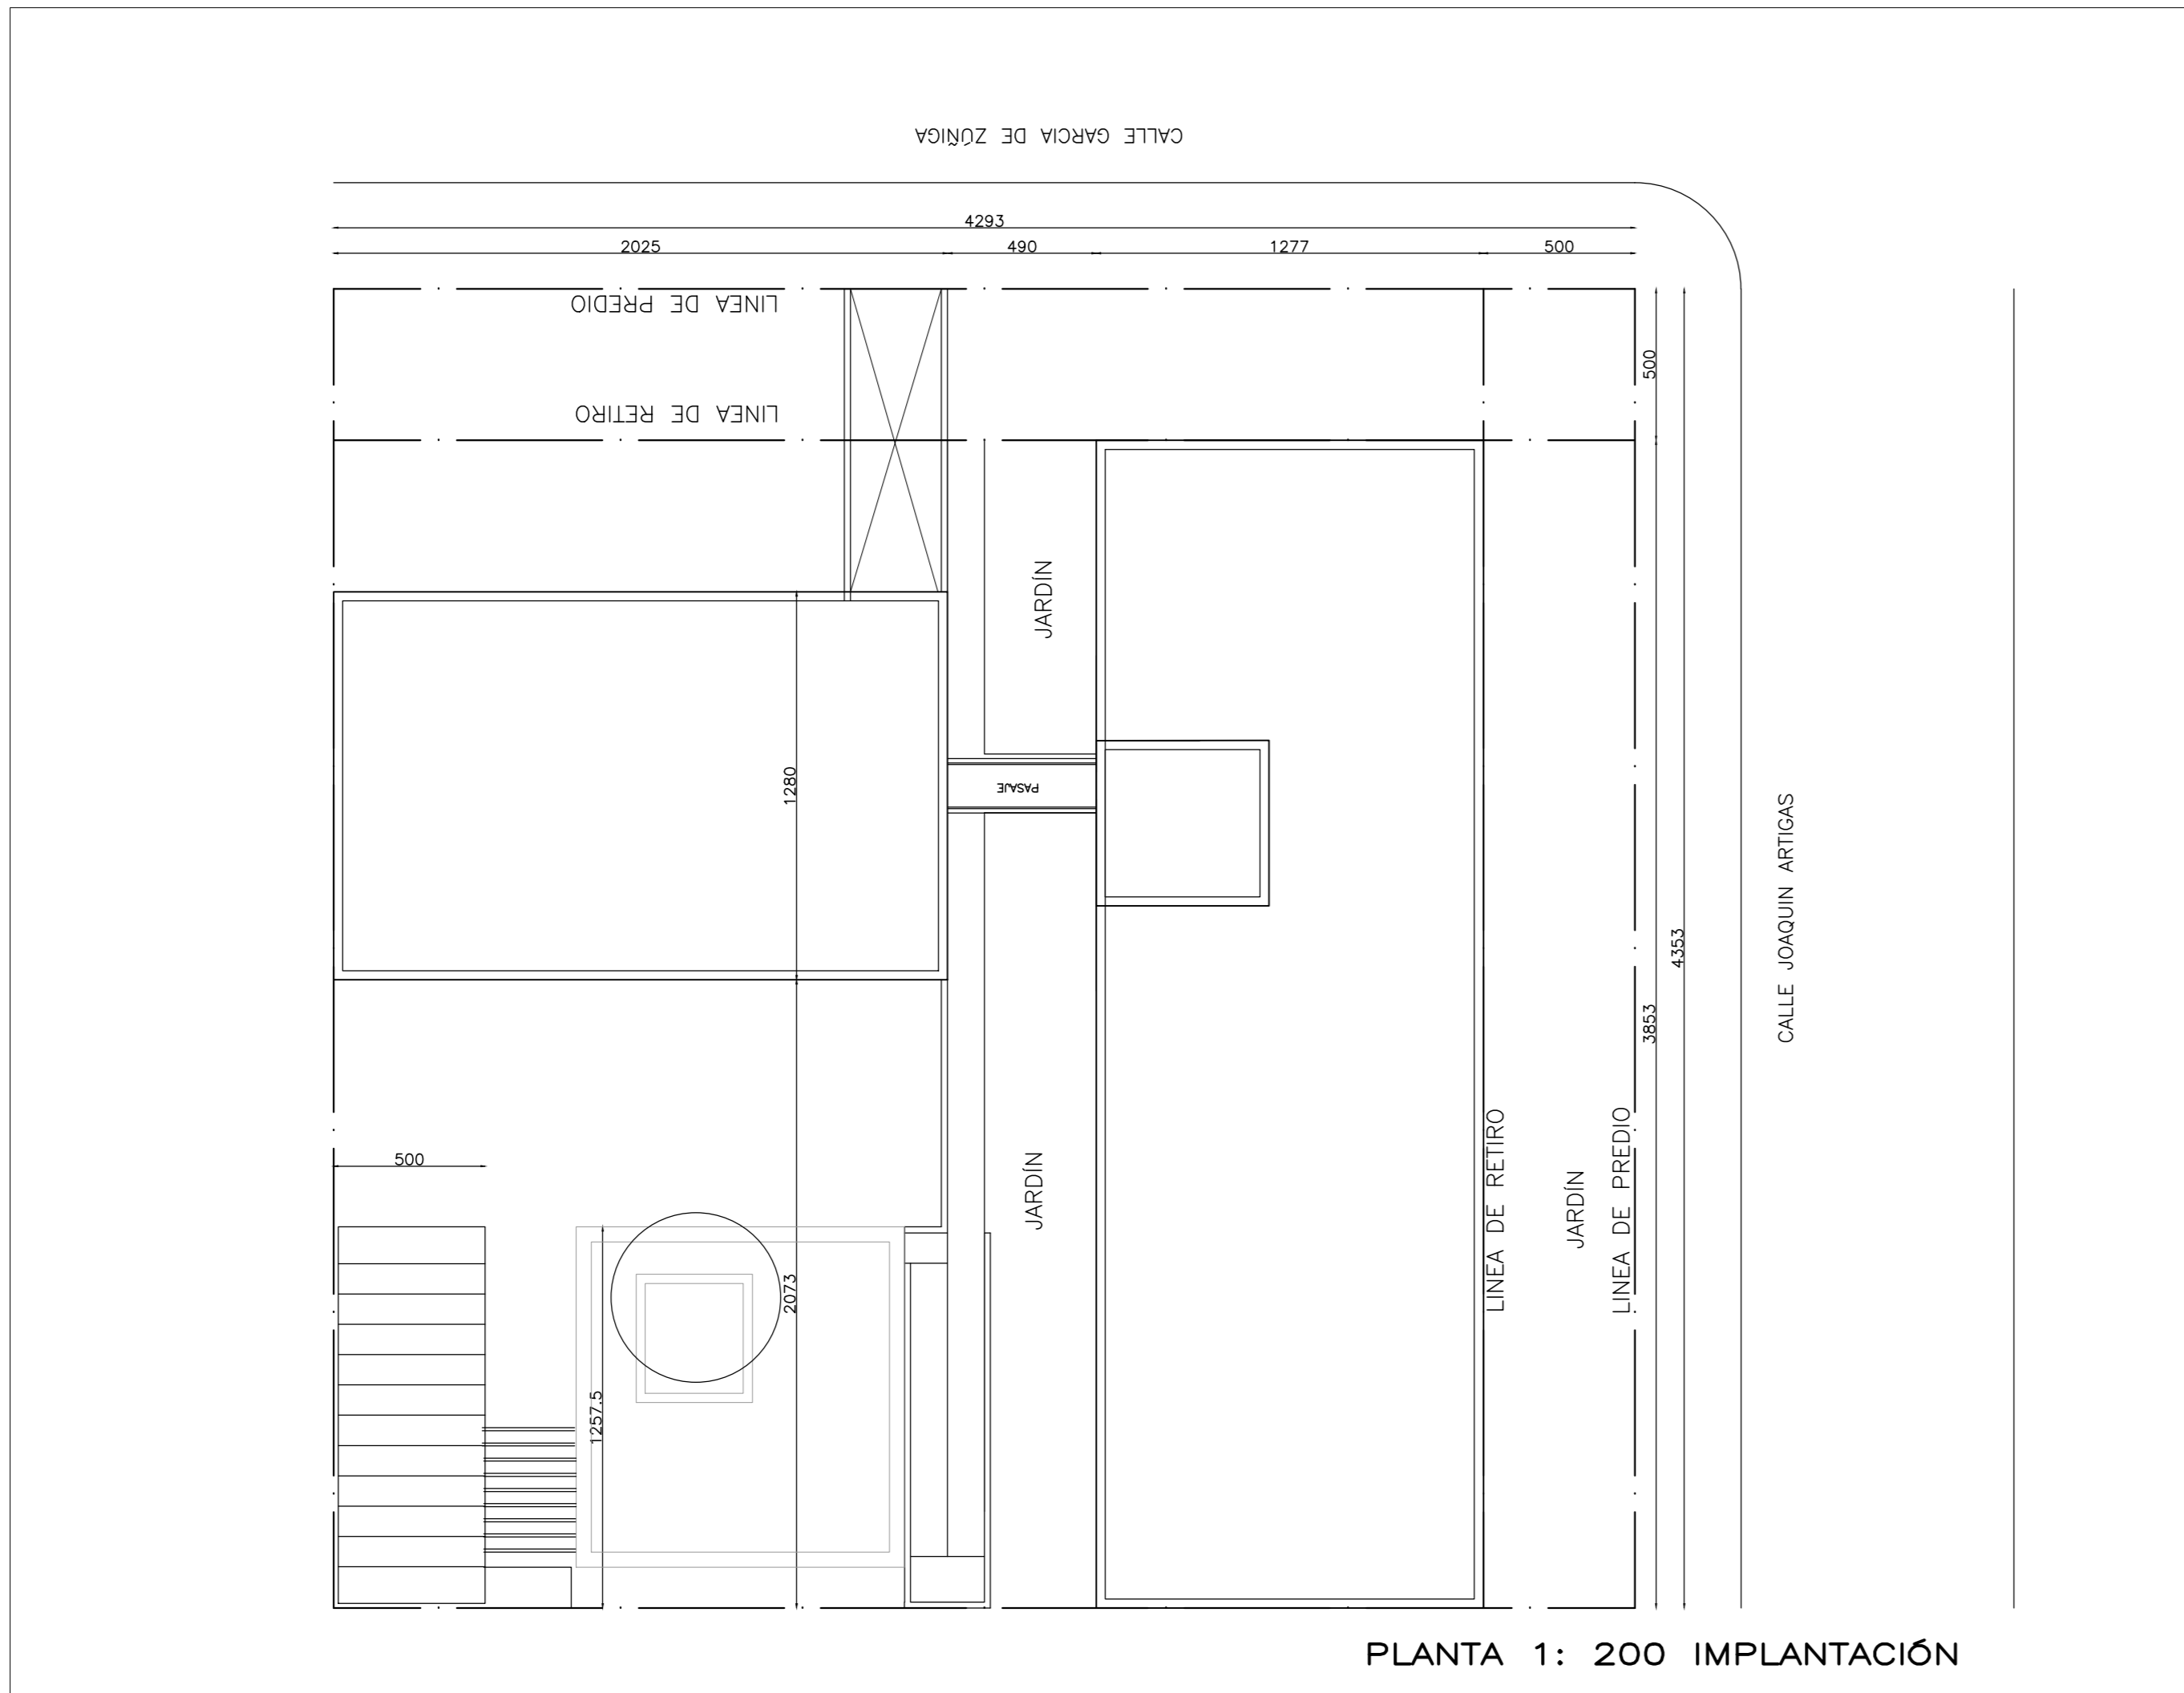 CALLE GARCIA DE ZÚÑIGA
4293
2025
490
1277
500
LINEA DE PREDIO
500
LINEA DE RETIRO
JARDÍN
1280
PASAJE
CALLE JOAQUIN ARTIGAS
4353
3853
500
JARDÍN
LINEA DE RETIRO
JARDÍN
LINEA DE PREDIO
2073
1257.5
PLANTA 1: 200 IMPLANTACIÓN